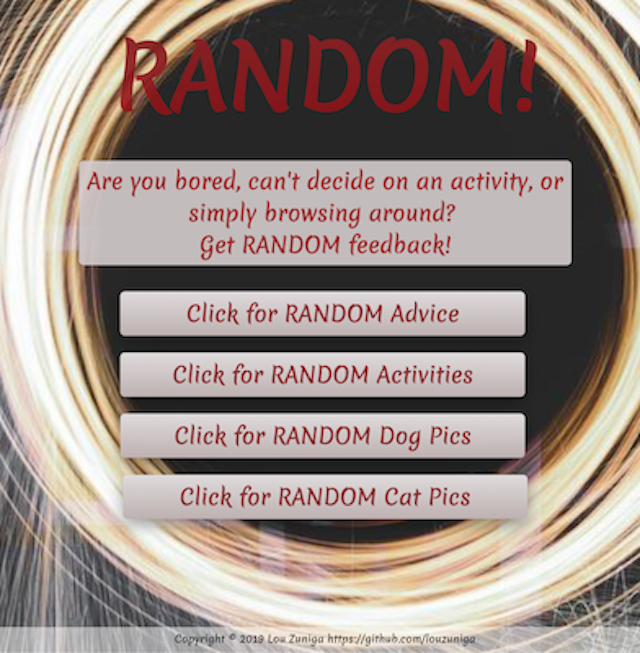 RANDOM!
Are you bored, can't decide on an activity, or
simply browsing around?
Get RANDOM feedback!
Click for RANDOM Advice
Click for RANDOM Activities
Click for RANDOM Dog Pics
Click for RANDOM Cat Pics
Copyright © 2019 Lou Zuniga https://github.com/louzuniga